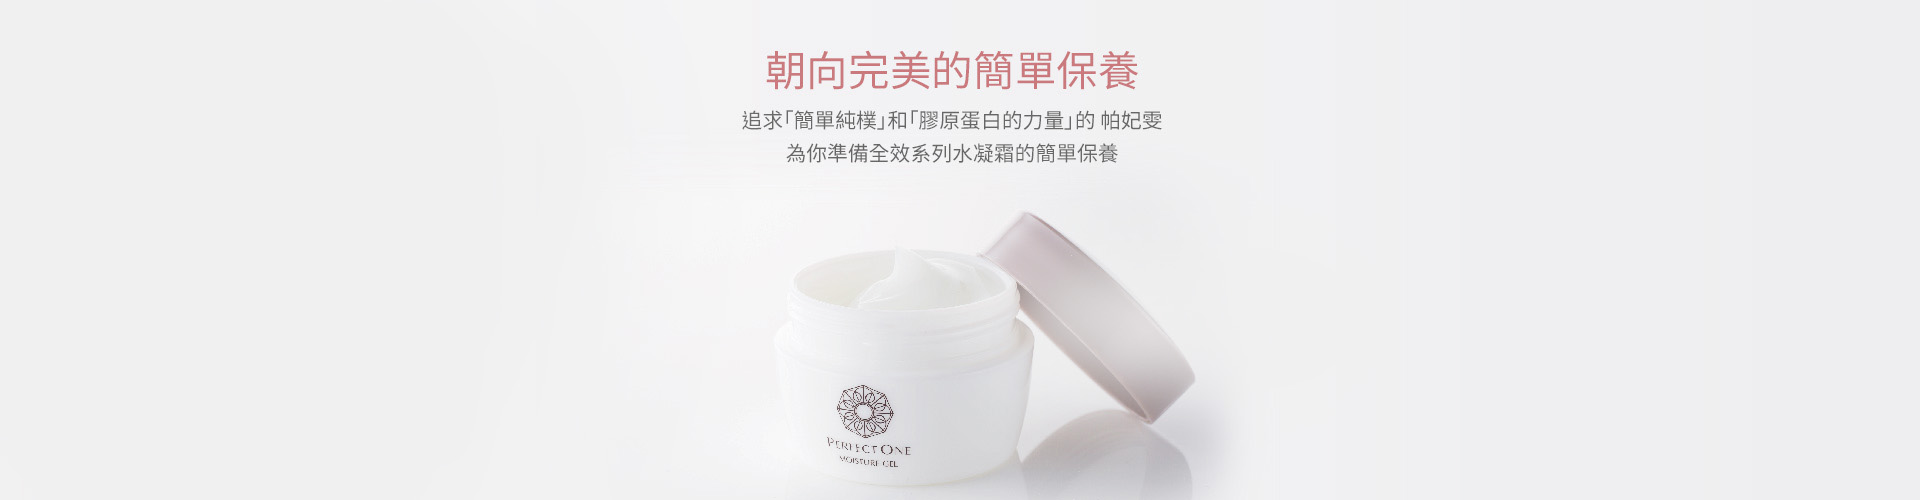 朝向完美的簡單保養
追求「簡單純樸」和「膠原蛋白的力量」的 帕妃雯
為你準備全效系列水凝霜的簡單保養
PERFECT ONE
MOISTURE GEL